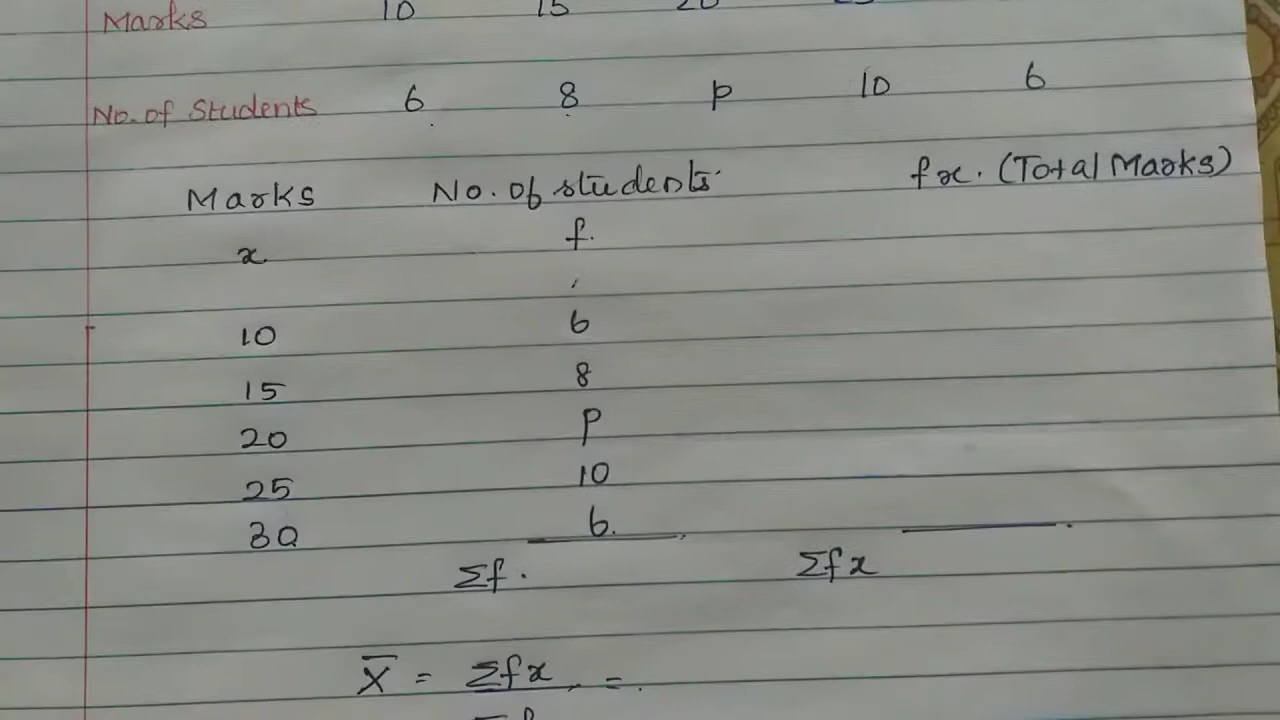 Marks 10 15 20
No. of Students 6 8 p 10 6
Marks No. of students fx. (Total Marks)
x f.
10 6
15 8
20 p
25 10
30 6.
Σf. Σfx
X̅ = Σfx =.